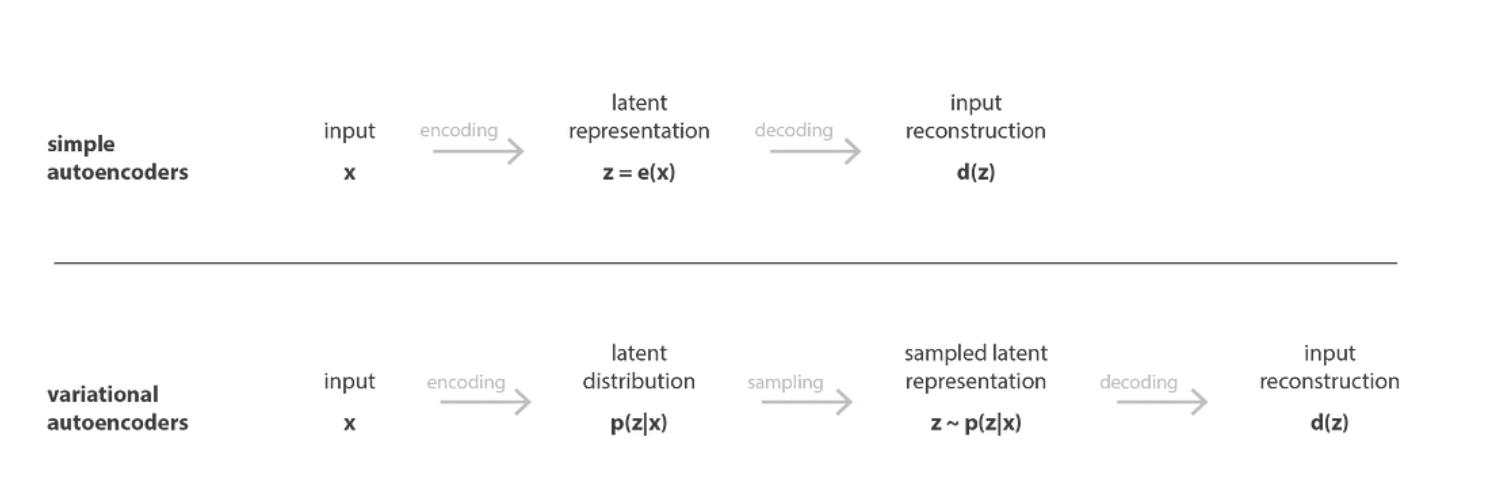 simple
autoencoders
input
x
encoding
latent
representation
z = e(x)
decoding
input
reconstruction
d(z)
variational
autoencoders
input
x
encoding
latent
distribution
p(z|x)
sampling
sampled latent
representation
z ~ p(z|x)
decoding
input
reconstruction
d(z)